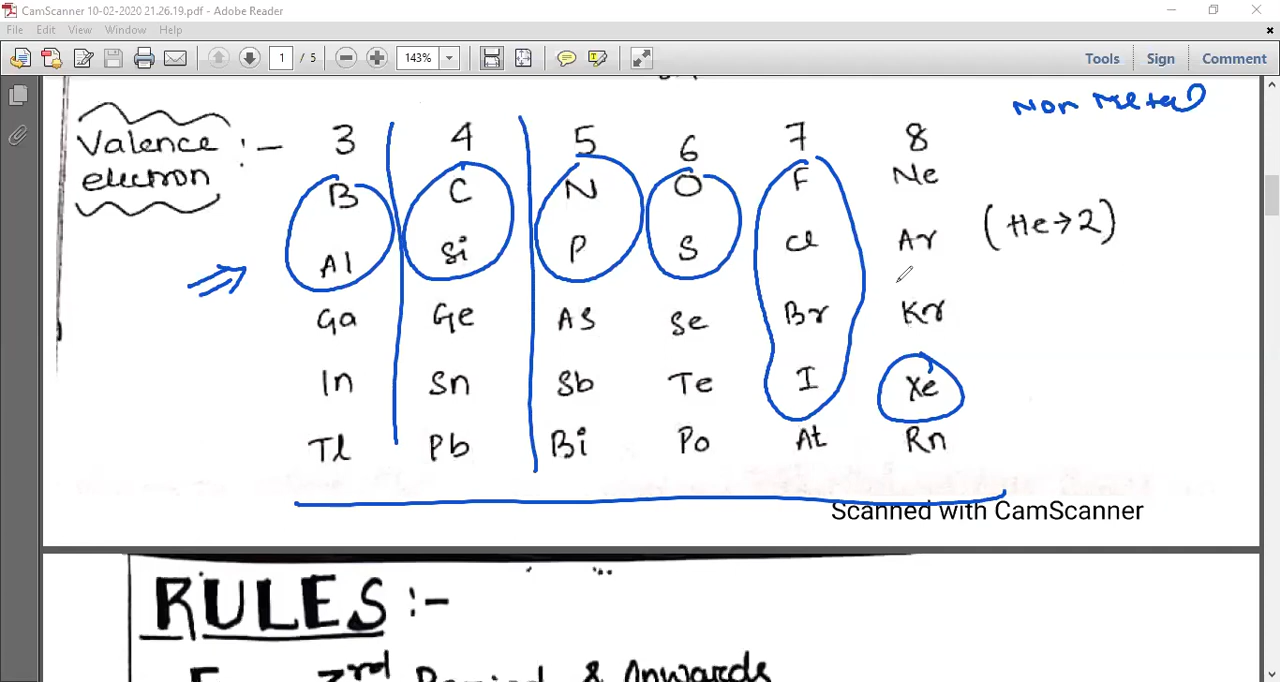 CamScanner 10-02-2020 21.26.19.pdf - Adobe Reader
File Edit View Window Help
1 / 5 143% Tools Sign Comment
Non Metal
Valence electron :- 3 4 5 6 7 8
B C N O F Ne
Al Si P S Cl Ar (He→2)
Ga Ge As Se Br Kr
In Sn Sb Te I Xe
Tl Pb Bi Po At Rn
Scanned with CamScanner
RULES :-
3rd Period & Onwards